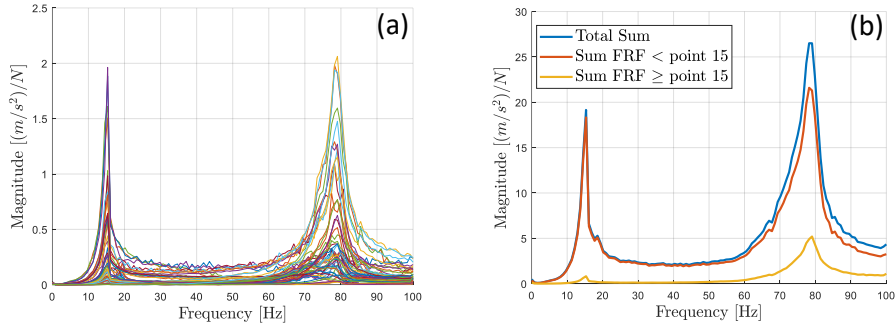 (a)
Magnitude [(m/s²)/N]
2.5
2
1.5
1
0.5
0
0 10 20 30 40 50 60 70 80 90 100
Frequency [Hz]
(b)
Magnitude [(m/s²)/N]
30
25
20
15
10
5
0
Total Sum
Sum FRF < point 15
Sum FRF ≥ point 15
0 10 20 30 40 50 60 70 80 90 100
Frequency [Hz]